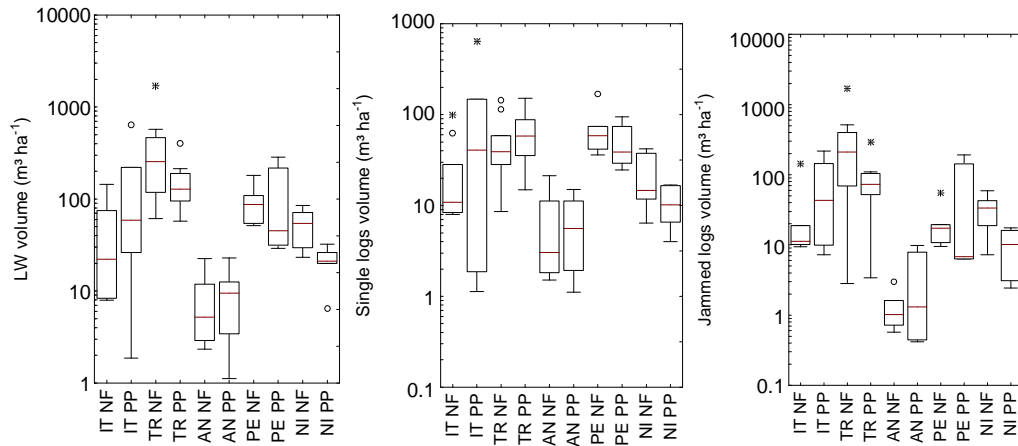 LW volume (m³ ha⁻¹)
10000
1000
100
10
1
IT NF
IT PP
TR NF
TR PP
AN NF
AN PP
PE NF
PE PP
NI NF
NI PP
Single logs volume (m³ ha⁻¹)
1000
100
10
1
0.1
IT NF
IT PP
TR NF
TR PP
AN NF
AN PP
PE NF
PE PP
NI NF
NI PP
Jammed logs volume (m³ ha⁻¹)
10000
1000
100
10
1
0.1
IT NF
IT PP
TR NF
TR PP
AN NF
AN PP
PE NF
PE PP
NI NF
NI PP